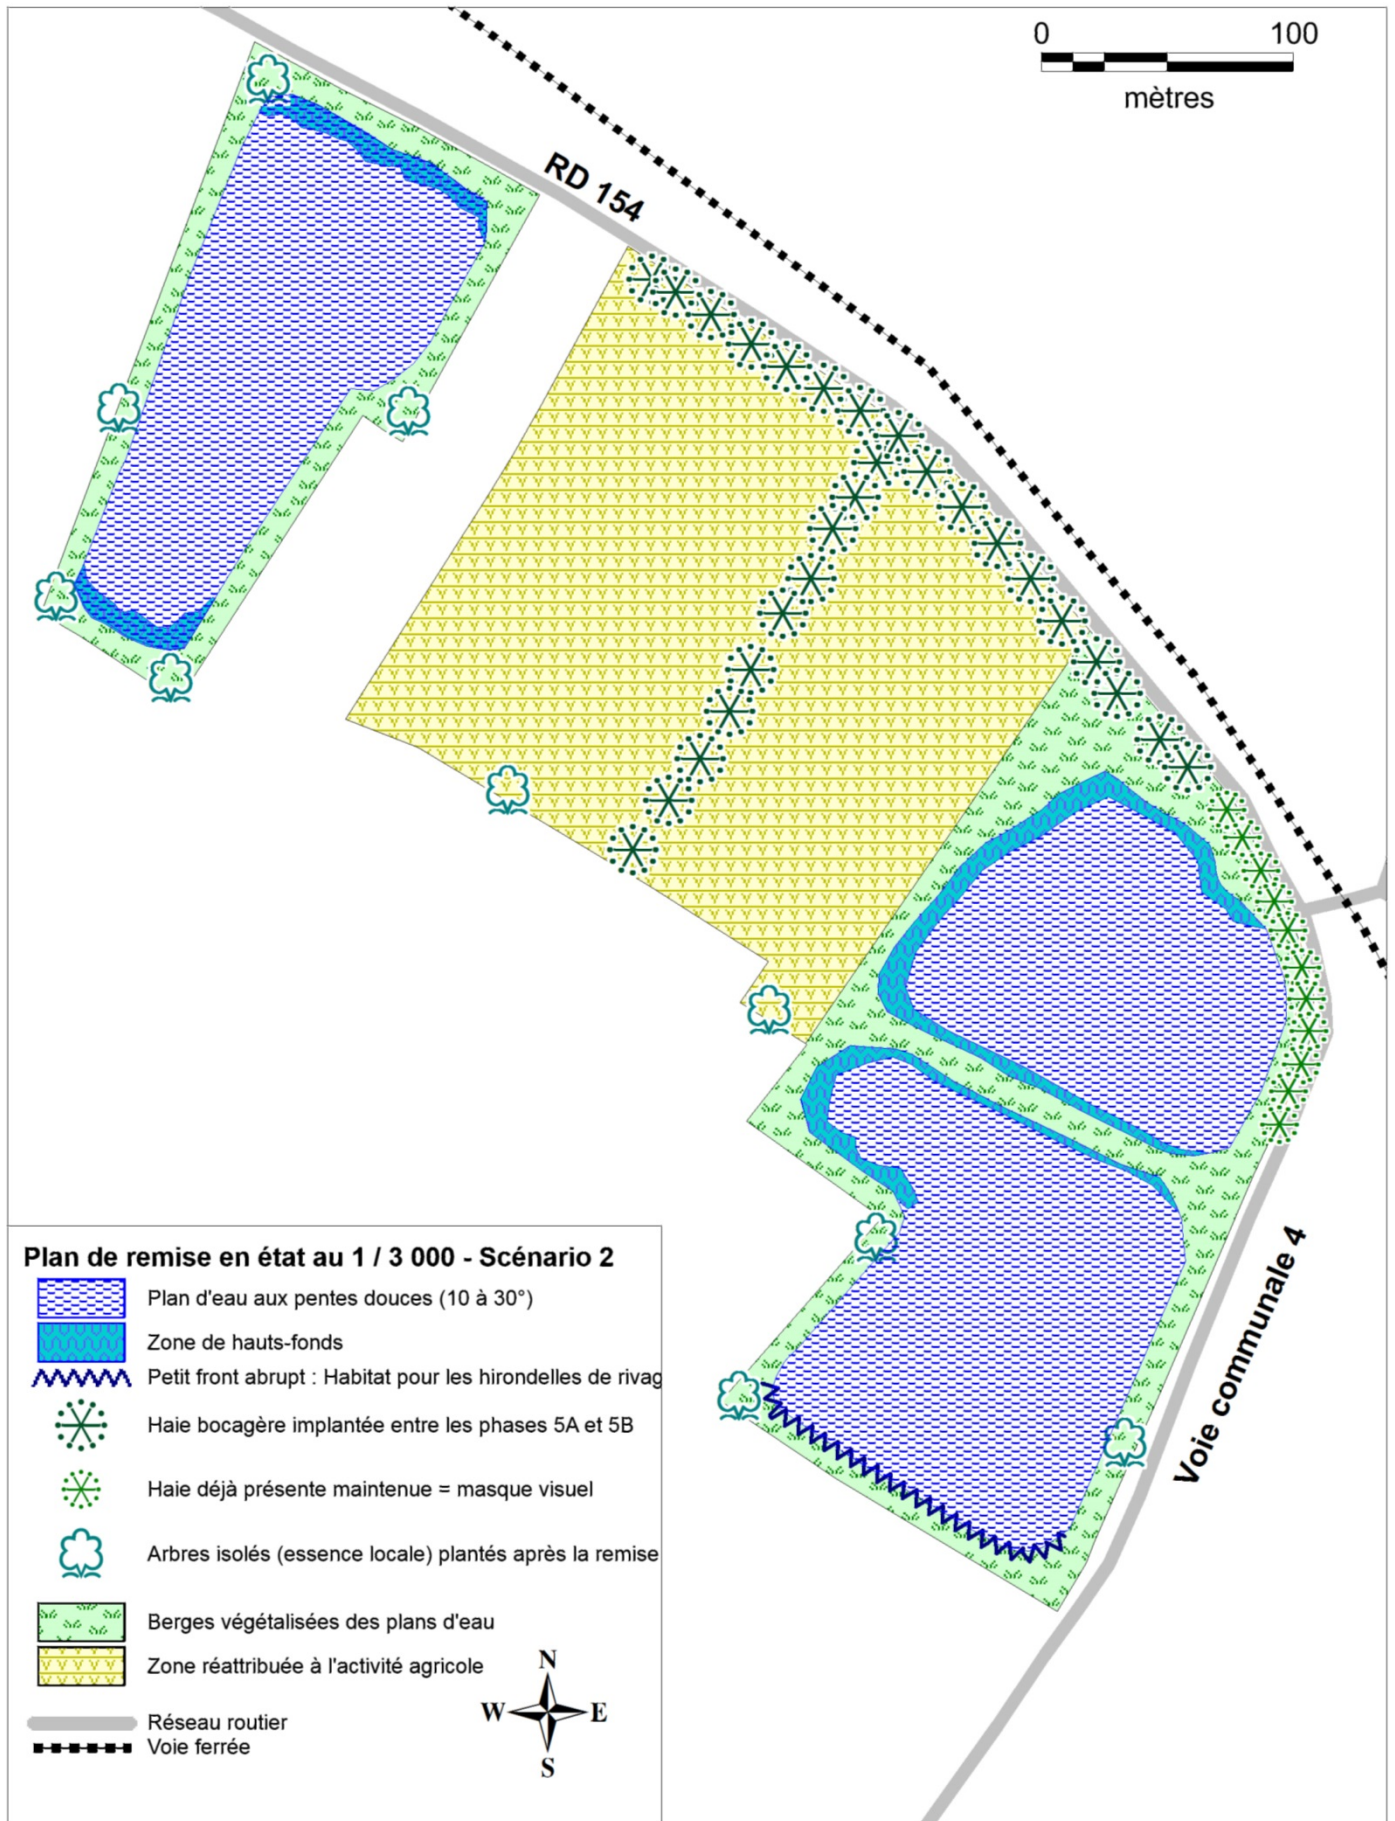 0 100
mètres
RD 154
Voie communale 4
Plan de remise en état au 1 / 3 000 - Scénario 2
Plan d'eau aux pentes douces (10 à 30°)
Zone de hauts-fonds
Petit front abrupt : Habitat pour les hirondelles de rivag
Haie bocagère implantée entre les phases 5A et 5B
Haie déjà présente maintenue = masque visuel
Arbres isolés (essence locale) plantés après la remise
Berges végétalisées des plans d'eau
Zone réattribuée à l'activité agricole
Réseau routier
Voie ferrée
N
W E
S